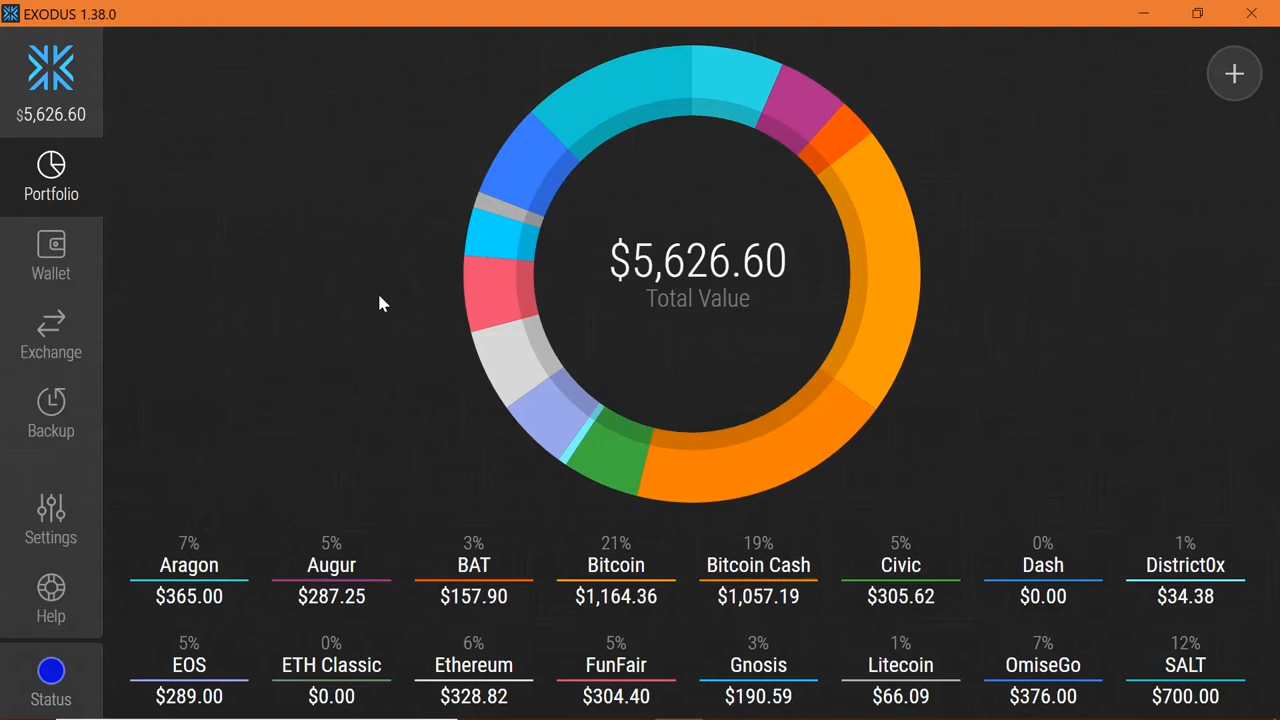 EXODUS 1.38.0
$5,626.60
Portfolio
Wallet
Exchange
Backup
Settings
Help
Status
$5,626.60
Total Value
7% 5% 3% 21% 19% 5% 0% 1%
Aragon Augur BAT Bitcoin Bitcoin Cash Civic Dash District0x
$365.00 $287.25 $157.90 $1,164.36 $1,057.19 $305.62 $0.00 $34.38
5% 0% 6% 5% 3% 1% 7% 12%
EOS ETH Classic Ethereum FunFair Gnosis Litecoin OmiseGo SALT
$289.00 $0.00 $328.82 $304.40 $190.59 $66.09 $376.00 $700.00